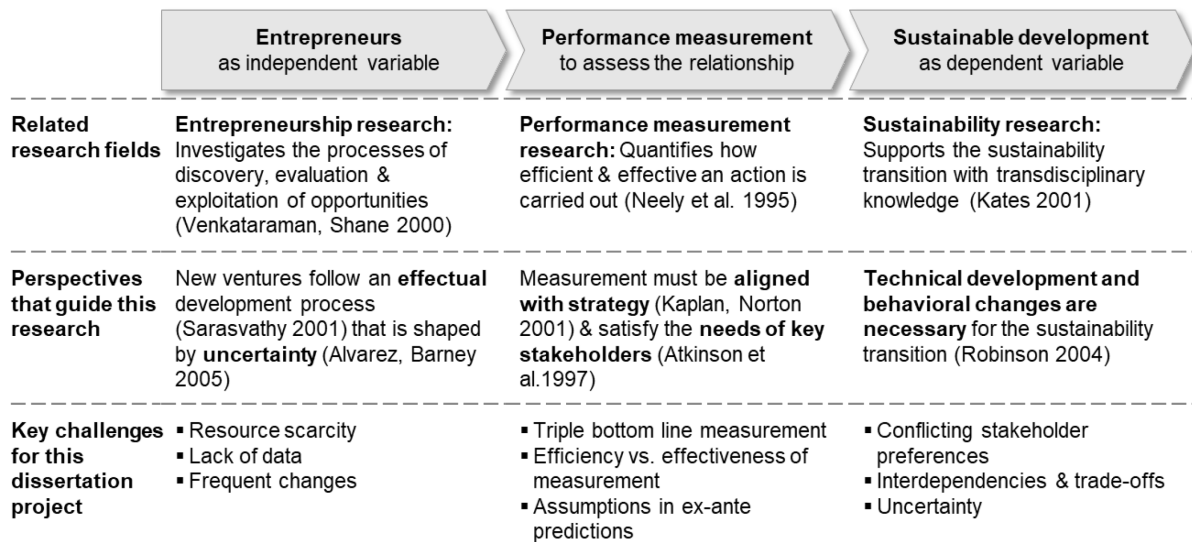 Entrepreneurs
as independent variable
Performance measurement
to assess the relationship
Sustainable development
as dependent variable
Related
research fields
Entrepreneurship research:
Investigates the processes of
discovery, evaluation &
exploitation of opportunities
(Venkataraman, Shane 2000)
Performance measurement
research: Quantifies how
efficient & effective an action is
carried out (Neely et al. 1995)
Sustainability research:
Supports the sustainability
transition with transdisciplinary
knowledge (Kates 2001)
Perspectives
that guide this
research
New ventures follow an effectual
development process
(Sarasvathy 2001) that is shaped
by uncertainty (Alvarez, Barney
2005)
Measurement must be aligned
with strategy (Kaplan, Norton
2001) & satisfy the needs of key
stakeholders (Atkinson et
al.1997)
Technical development and
behavioral changes are
necessary for the sustainability
transition (Robinson 2004)
Key challenges
for this
dissertation
project
▪ Resource scarcity
▪ Lack of data
▪ Frequent changes
▪ Triple bottom line measurement
▪ Efficiency vs. effectiveness of
measurement
▪ Assumptions in ex-ante
predictions
▪ Conflicting stakeholder
preferences
▪ Interdependencies & trade-offs
▪ Uncertainty